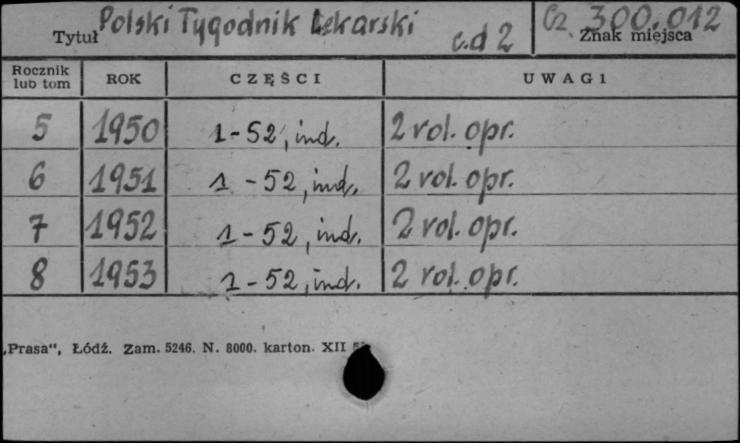 Tytuł Polski Tygodnik Lekarski c.d 2 Cz. 300.012 Znak miejsca
Rocznik lub tom ROK CZĘŚCI UWAGI
5 1950 1-52, ind. 2 vol. opr.
6 1951 1-52, ind. 2 vol. opr.
7 1952 1-52, ind. 2 vol. opr.
8 1953 1-52, ind. 2 vol. opr.
„Prasa“, Łódź. Zam. 5246. N. 8000. karton. XII